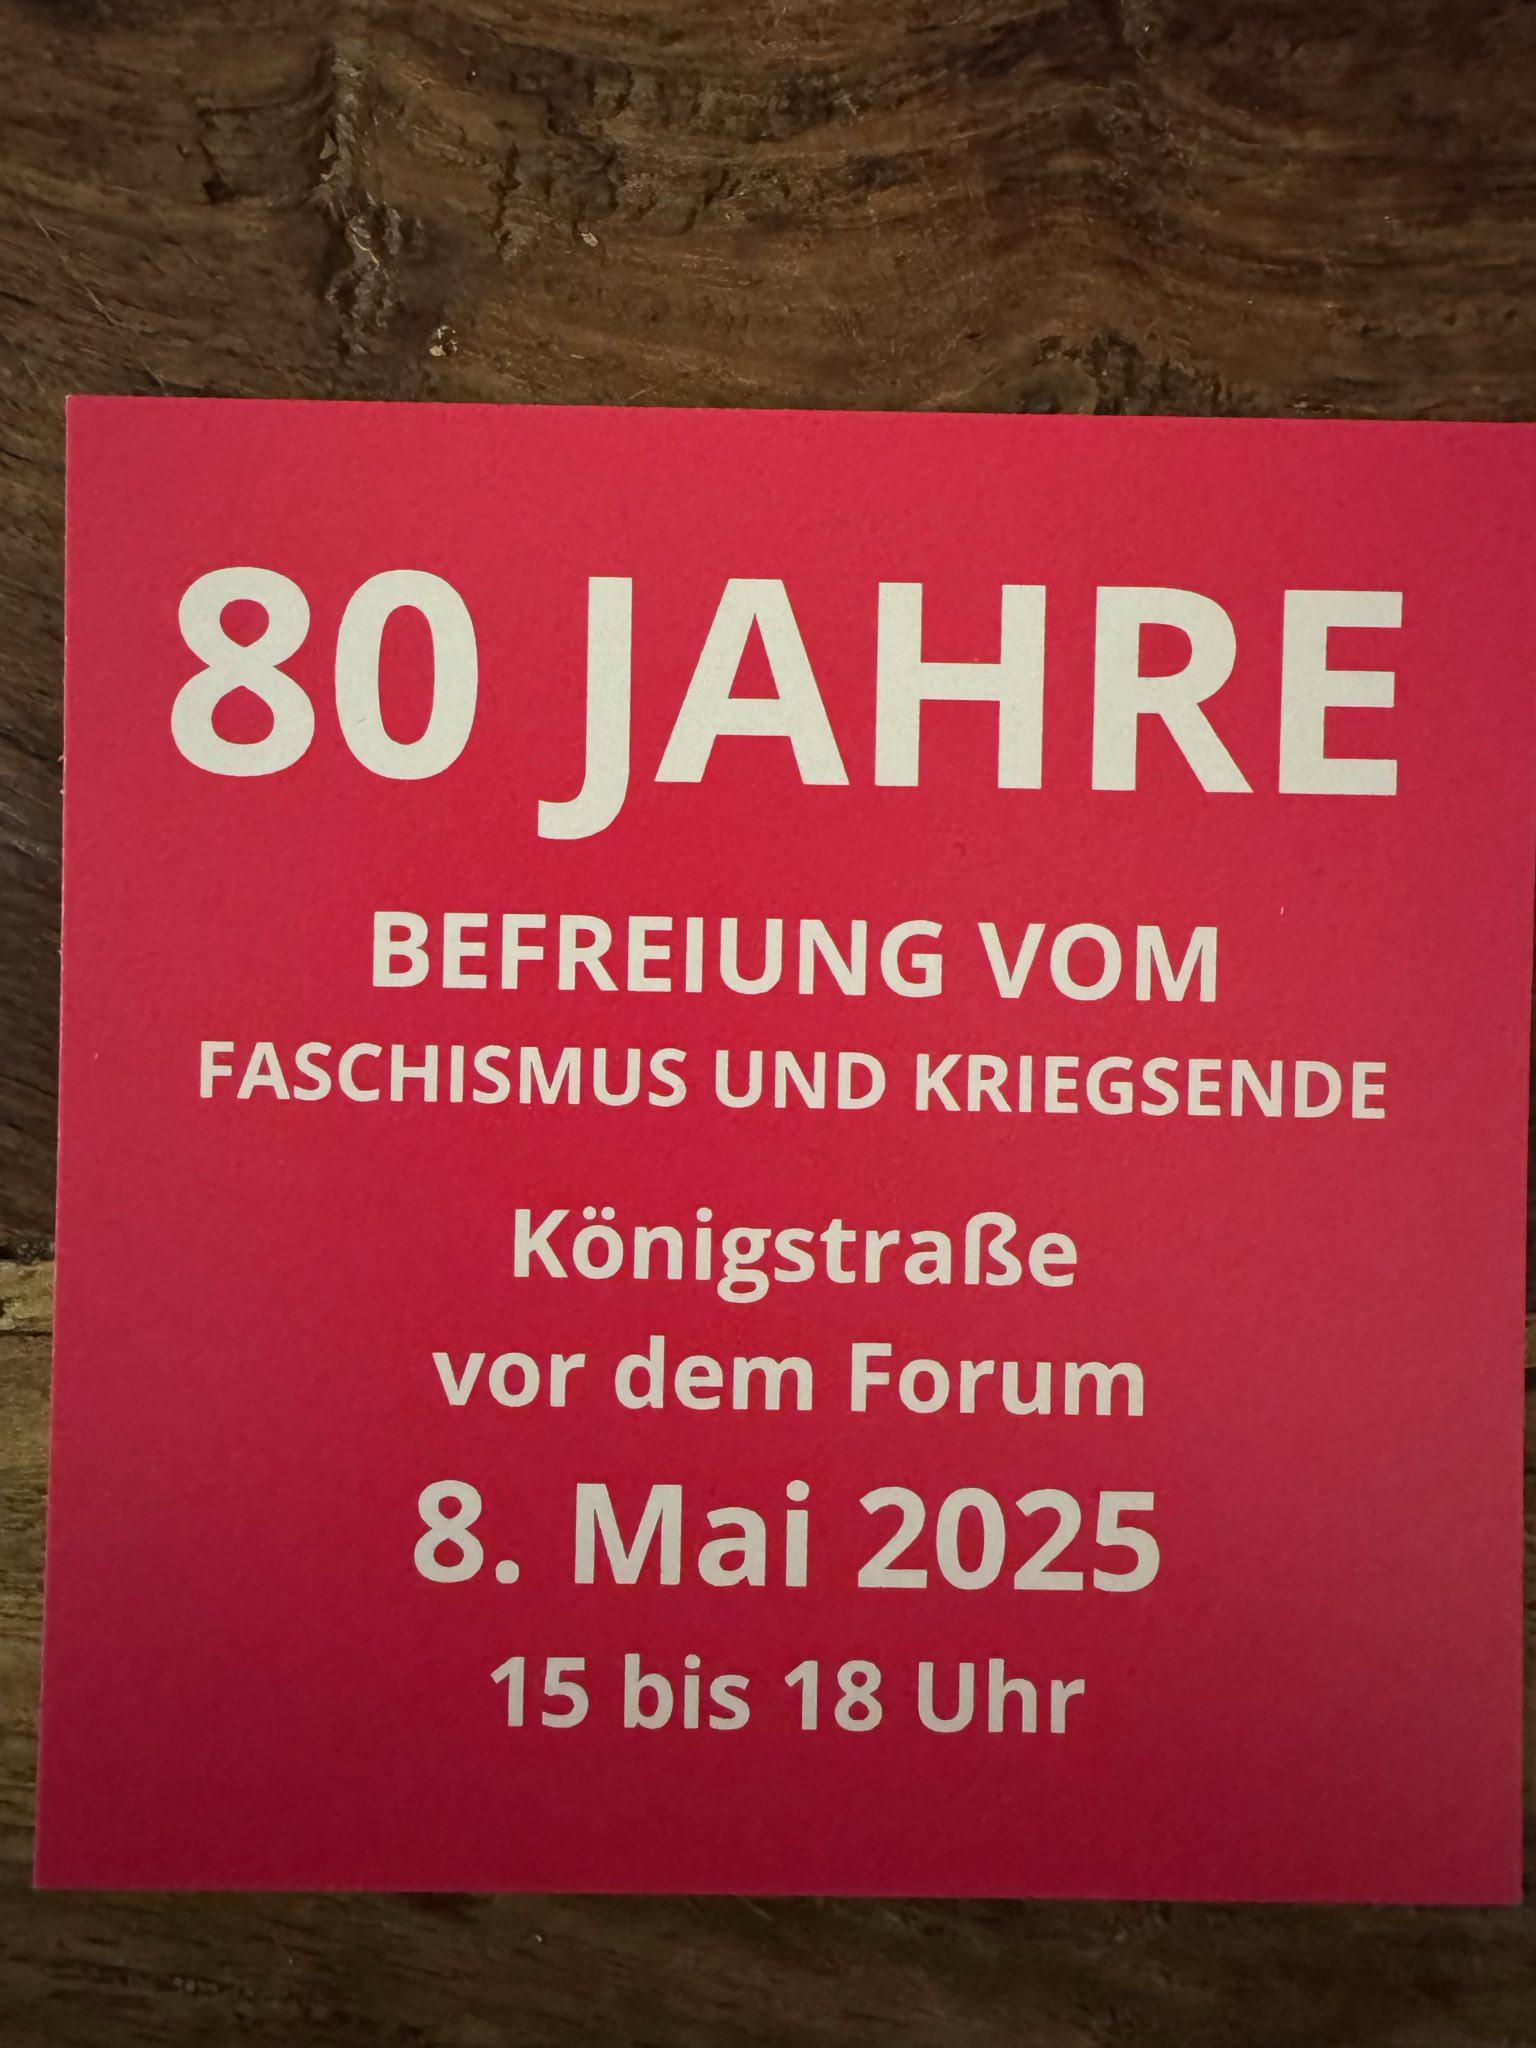 80 JAHRE
BEFREIUNG VOM
FASCHISMUS UND KRIEGSENDE
Königstraße
vor dem Forum
8. Mai 2025
15 bis 18 Uhr